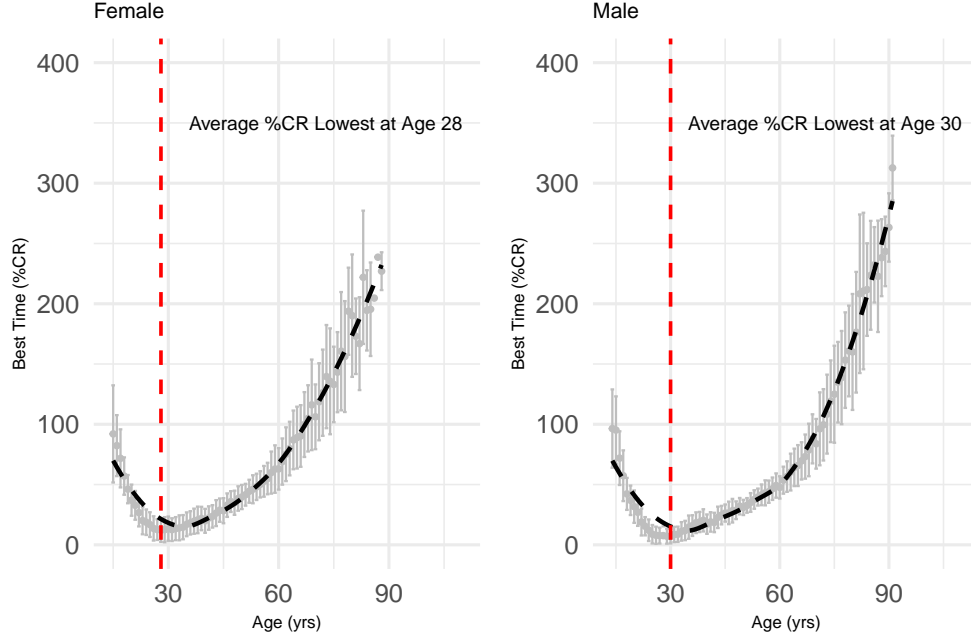 Female
400
300
200
100
0
Best Time (%CR)
Average %CR Lowest at Age 28
30
60
90
Age (yrs)
Male
400
300
200
100
0
Best Time (%CR)
Average %CR Lowest at Age 30
30
60
90
Age (yrs)